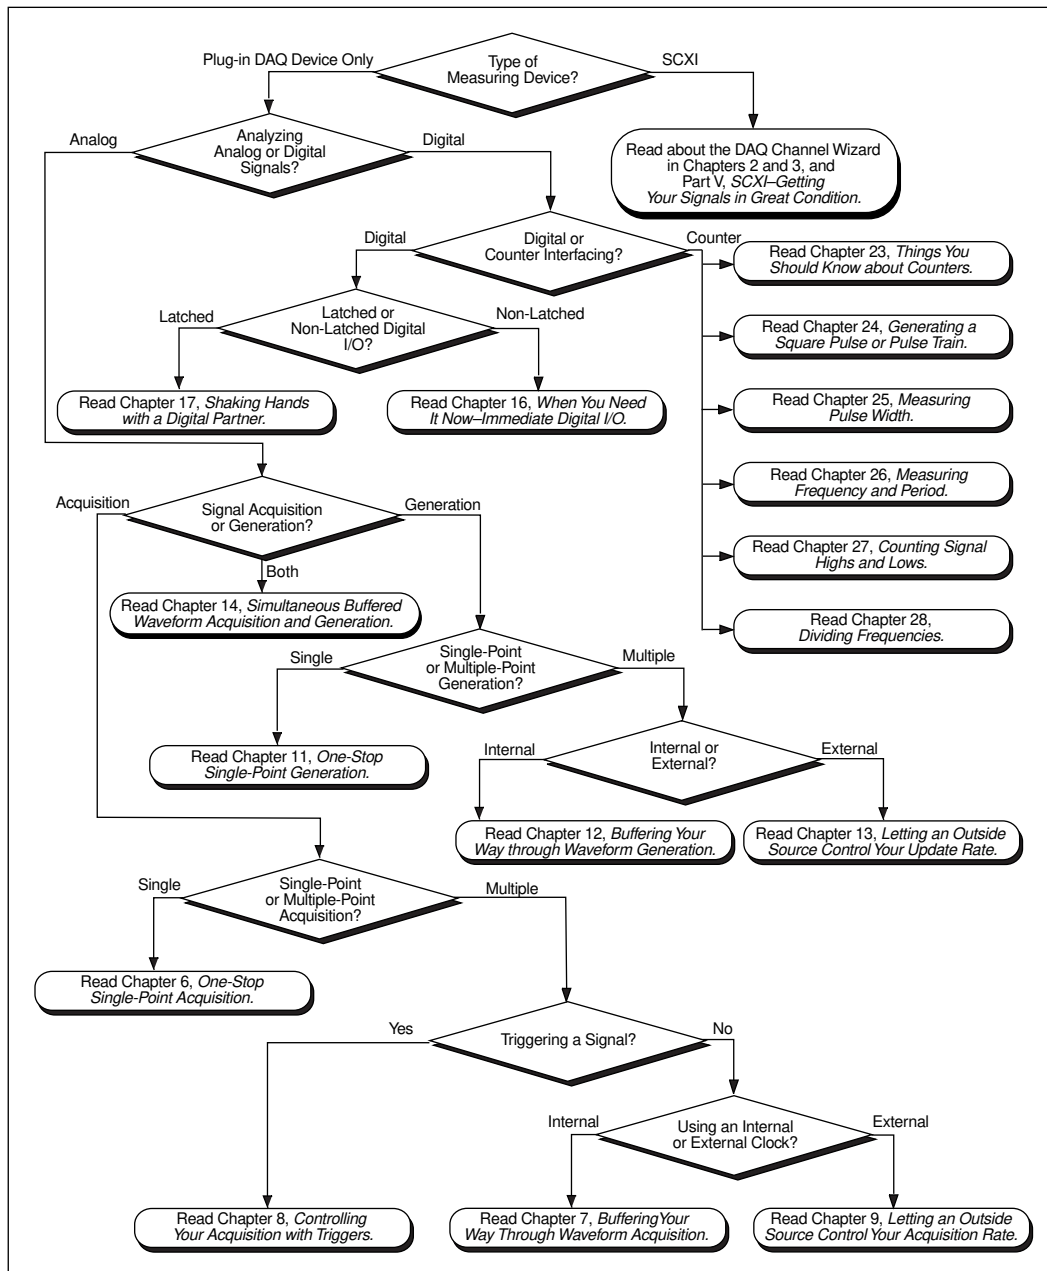 Plug-in DAQ Device Only
Type of
Measuring Device?
SCXI
Analog
Analyzing
Analog or Digital
Signals?
Digital
Read about the DAQ Channel Wizard
in Chapters 2 and 3, and
Part V, SCXI–Getting
Your Signals in Great Condition.
Digital
Digital or
Counter Interfacing?
Counter
Read Chapter 23, Things You
Should Know about Counters.
Latched
Latched or
Non-Latched Digital
I/O?
Non-Latched
Read Chapter 24, Generating a
Square Pulse or Pulse Train.
Read Chapter 17, Shaking Hands
with a Digital Partner.
Read Chapter 16, When You Need
It Now–Immediate Digital I/O.
Read Chapter 25, Measuring
Pulse Width.
Read Chapter 26, Measuring
Frequency and Period.
Acquisition
Signal Acquisition
or Generation?
Generation
Both
Read Chapter 27, Counting Signal
Highs and Lows.
Read Chapter 14, Simultaneous Buffered
Waveform Acquisition and Generation.
Read Chapter 28,
Dividing Frequencies.
Single
Single-Point
or Multiple-Point
Generation?
Multiple
Read Chapter 11, One-Stop
Single-Point Generation.
Internal
Internal or
External?
External
Read Chapter 12, Buffering Your
Way through Waveform Generation.
Read Chapter 13, Letting an Outside
Source Control Your Update Rate.
Single
Single-Point
or Multiple-Point
Acquisition?
Multiple
Read Chapter 6, One-Stop
Single-Point Acquisition.
Yes
Triggering a Signal?
No
Internal
Using an Internal
or External Clock?
External
Read Chapter 8, Controlling
Your Acquisition with Triggers.
Read Chapter 7, BufferingYour
Way Through Waveform Acquisition.
Read Chapter 9, Letting an Outside
Source Control Your Acquisition Rate.